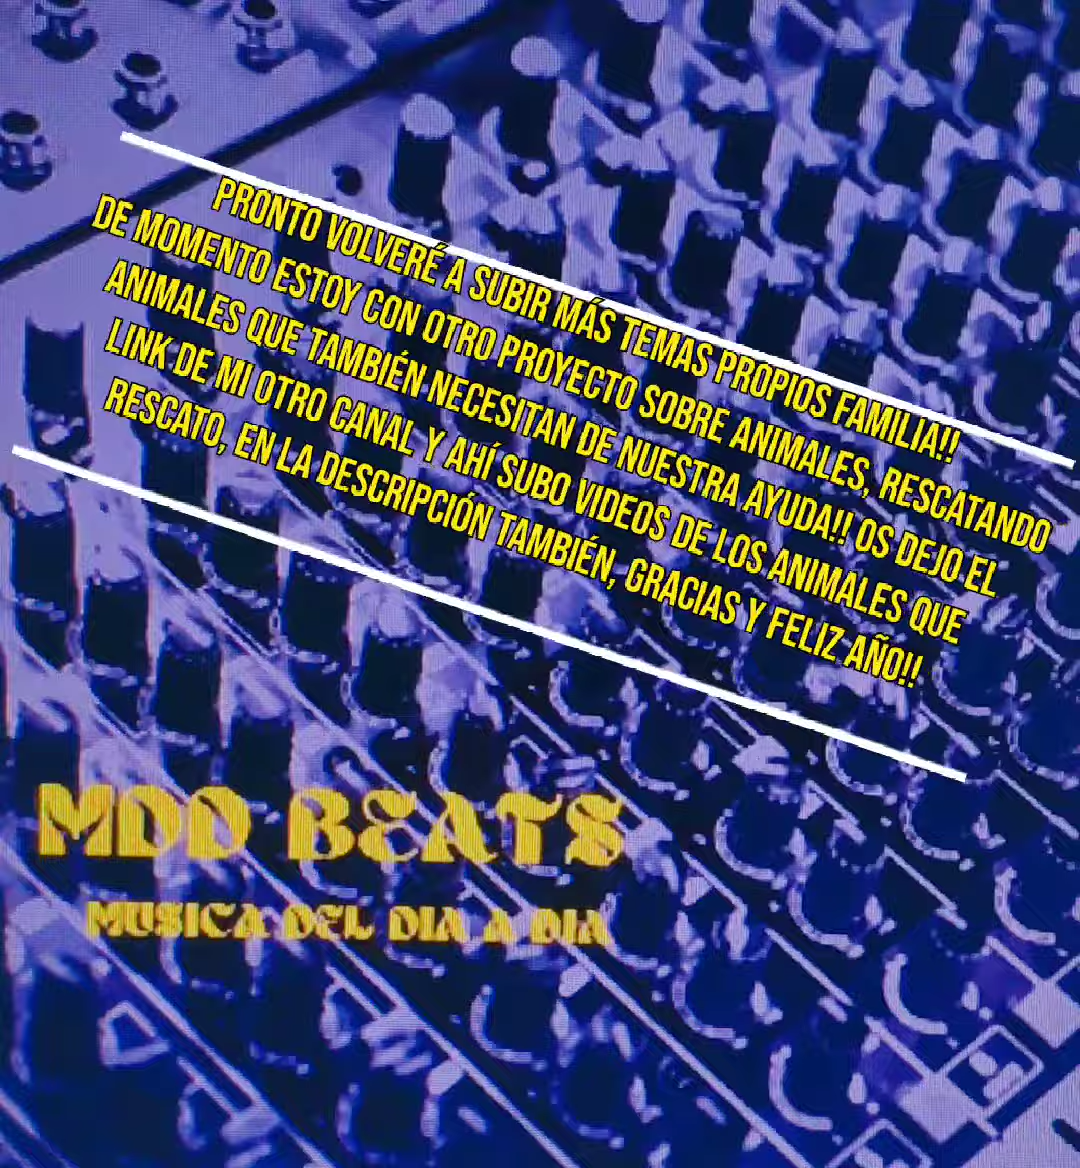 PRONTO VOLVERÉ A SUBIR MÁS TEMAS PROPIOS FAMILIA!!
DE MOMENTO ESTOY CON OTRO PROYECTO SOBRE ANIMALES, RESCATANDO
ANIMALES QUE TAMBIÉN NECESITAN DE NUESTRA AYUDA!! OS DEJO EL
LINK DE MI OTRO CANAL Y AHÍ SUBO VIDEOS DE LOS ANIMALES QUE
RESCATO, EN LA DESCRIPCIÓN TAMBIÉN, GRACIAS Y FELIZ AÑO!!
MDD BEATS
MUSICA DEL DIA A DIA